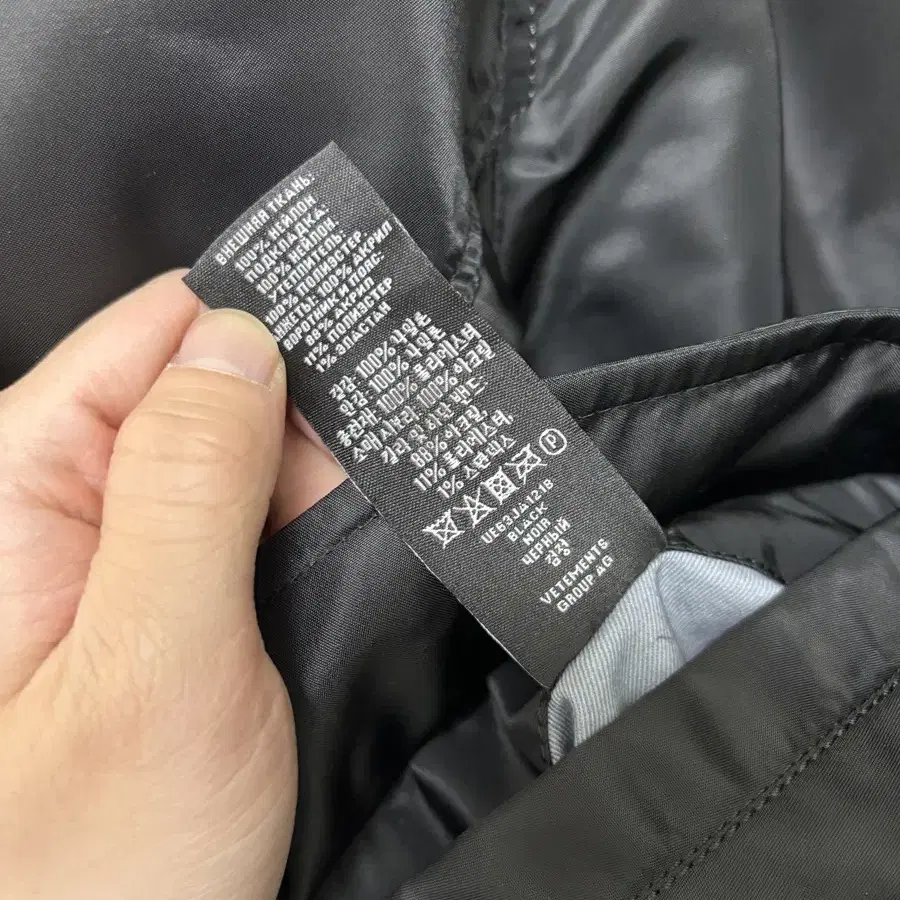 ВНЕШНЯЯ ТКАНЬ:
100% НЕЙЛОН
ПОДКЛАДКА:
100% НЕЙЛОН.
УТЕПЛИТЕЛЬ:
100% ПОЛИЭСТЕР
МАНЖЕТЫ: 100% АКРИЛ
ВОРОТНИК И ПОЯС:
88% АКРИЛ
11% ПОЛИЭСТЕР
1% ЭЛАСТАН
겉감 100% 나일론
안감 100% 나일론
충전재 100% 폴리에스터
소매 시보리 100% 아크릴
카라 및 하단 밴드
88% 아크릴,
11% 폴리에스터,
1% 스판덱스
P
UE63JA121B
BLACK
NOIR
ЧЕРНЫЙ
검정
VETEMENTS
GROUP AG